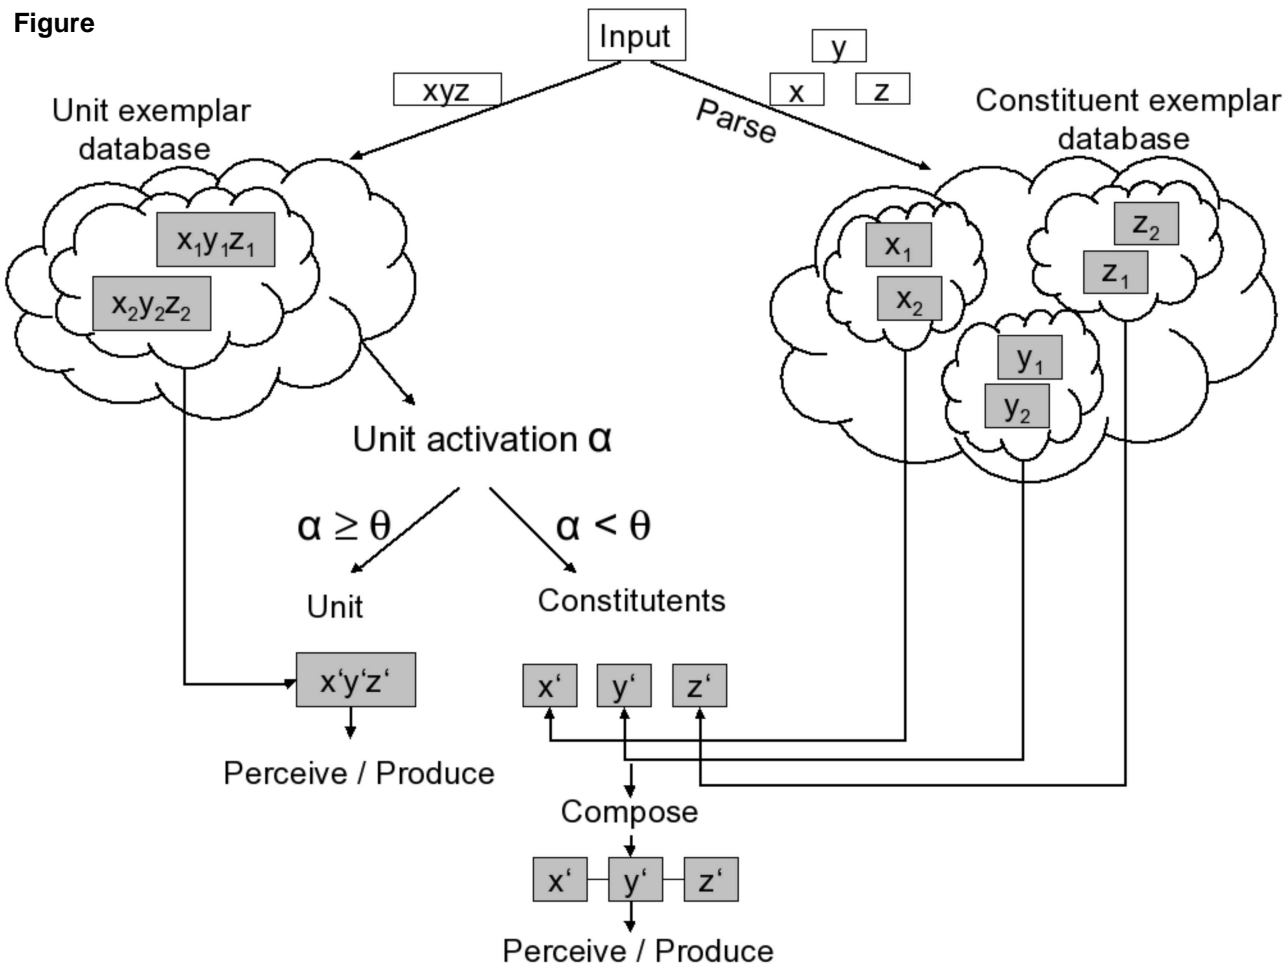 Figure
Input
xyz
y
x
z
Parse
Unit exemplar
database
Constituent exemplar
database
x₁y₁z₁
x₂y₂z₂
x₁
x₂
z₂
z₁
y₁
y₂
Unit activation α
α ≥ θ
α < θ
Unit
Constitutents
x‘y‘z‘
x‘ y‘ z‘
Perceive / Produce
Compose
x‘ y‘ z‘
Perceive / Produce